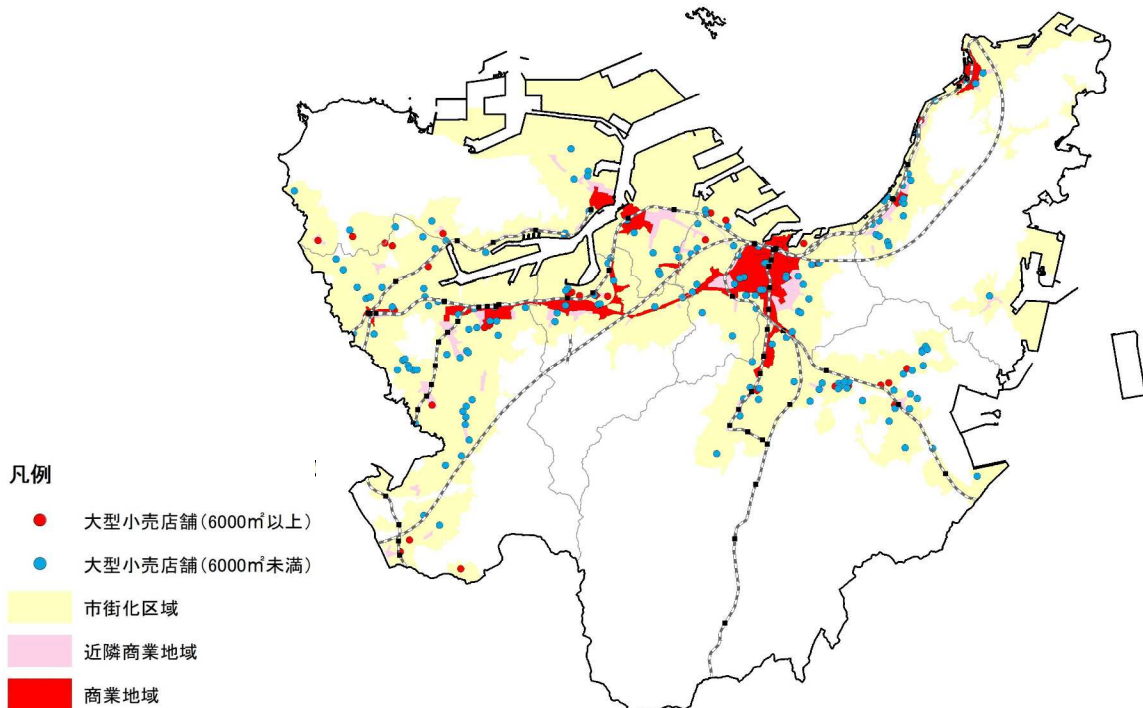 凡例
大型小売店舗(6000㎡以上)
大型小売店舗(6000㎡未満)
市街化区域
近隣商業地域
商業地域